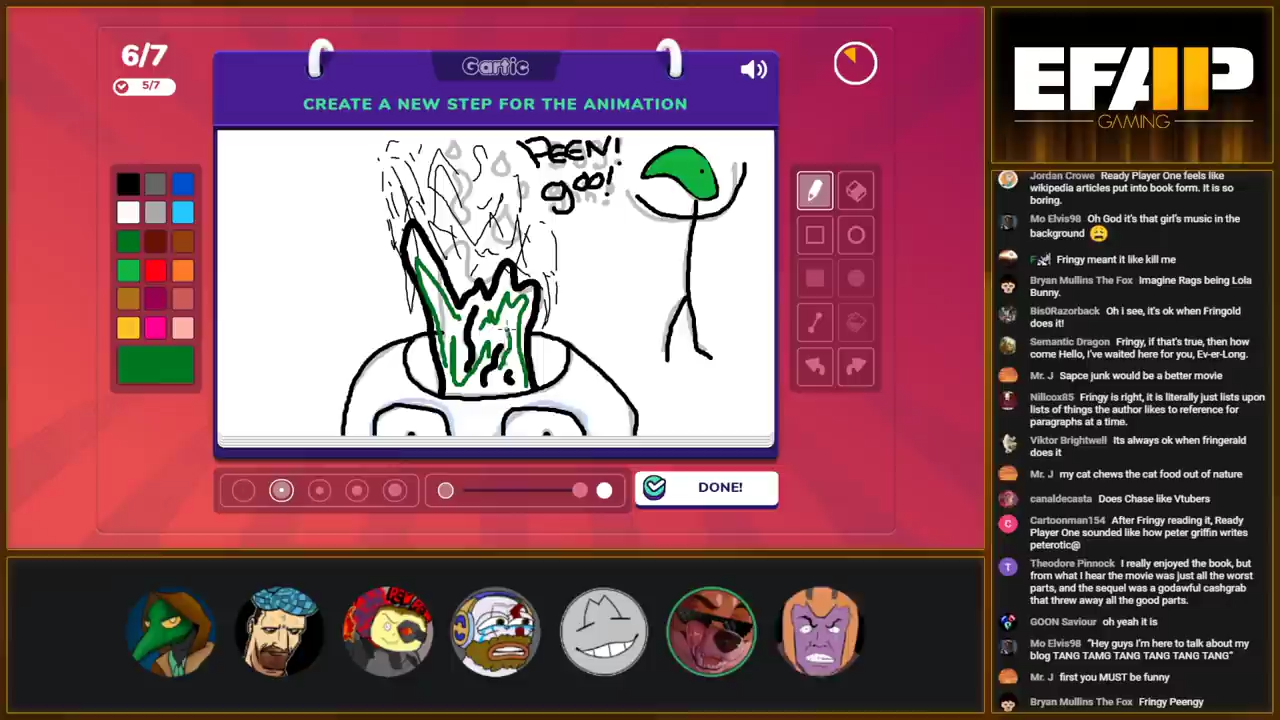 6/7
5/7
Gartic
CREATE A NEW STEP FOR THE ANIMATION
PEEN!
goo!
DONE!
EFAP
GAMING
Jordan Crowe Ready Player One feels like
wikipedia articles put into book form. It is so
boring.
Mo Elvis98 Oh God it's that girl's music in the
background 😩
Fringy meant it like kill me
Bryan Mullins The Fox Imagine Rags being Lola
Bunny.
Bis0Razorback Oh i see, it's ok when Fringold
does it!
Semantic Dragon Fringy, if that's true, then how
come Hello, I've waited here for you, Ev-er-Long.
Mr. J Sapce junk would be a better movie
Nillcox85 Fringy is right, it is literally just lists upon
lists of things the author likes to reference for
paragraphs at a time.
Viktor Brightwell Its always ok when fringerald
does it
Mr. J my cat chews the cat food out of nature
canaldecasta Does Chase like Vtubers
C
Cartoonman154 After Fringy reading it, Ready
Player One sounded like how peter griffin writes
peterotic@
T
Theodore Pinnock I really enjoyed the book, but
from what I hear the movie was just all the worst
parts, and the sequel was a godawful cashgrab
that threw away all the good parts.
GOON Saviour oh yeah it is
Mo Elvis98 "Hey guys I'm here to talk about my
blog TANG TAMG TANG TANG TANG TANG"
Mr. J first you MUST be funny
Bryan Mullins The Fox Fringy Peengy